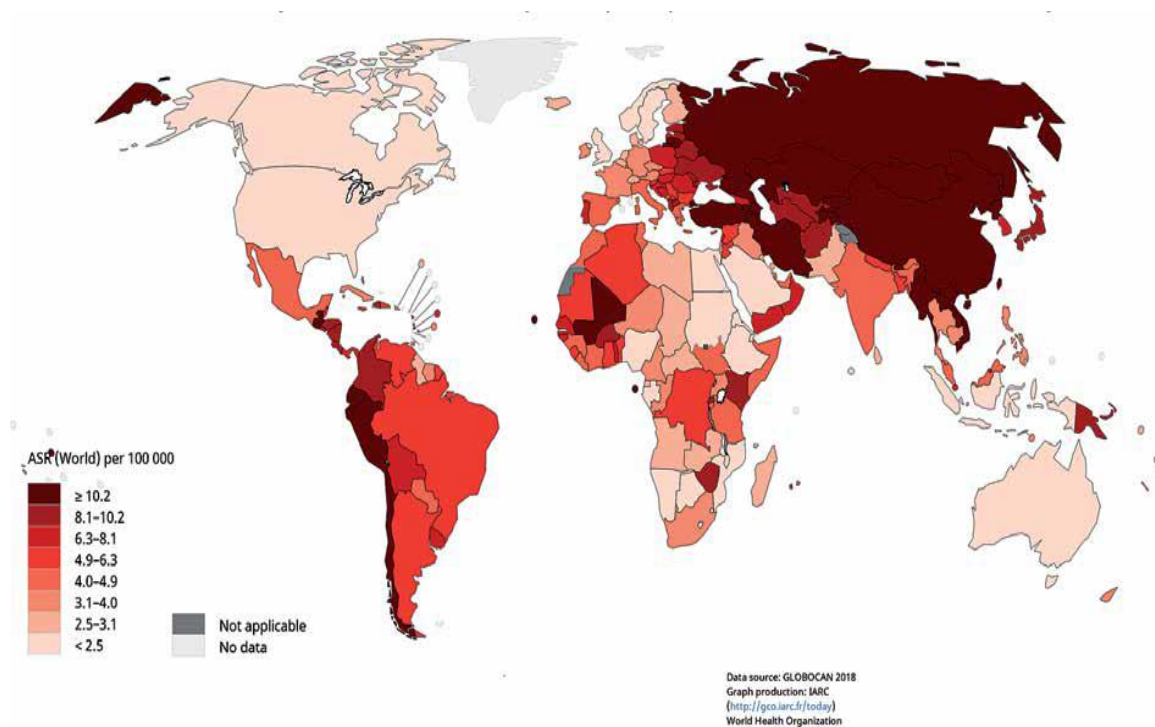 ASR (World) per 100 000
≥ 10.2
8.1–10.2
6.3–8.1
4.9–6.3
4.0–4.9
3.1–4.0
2.5–3.1
< 2.5
Not applicable
No data
Data source: GLOBOCAN 2018
Graph production: IARC
(http://gco.iarc.fr/today)
World Health Organization